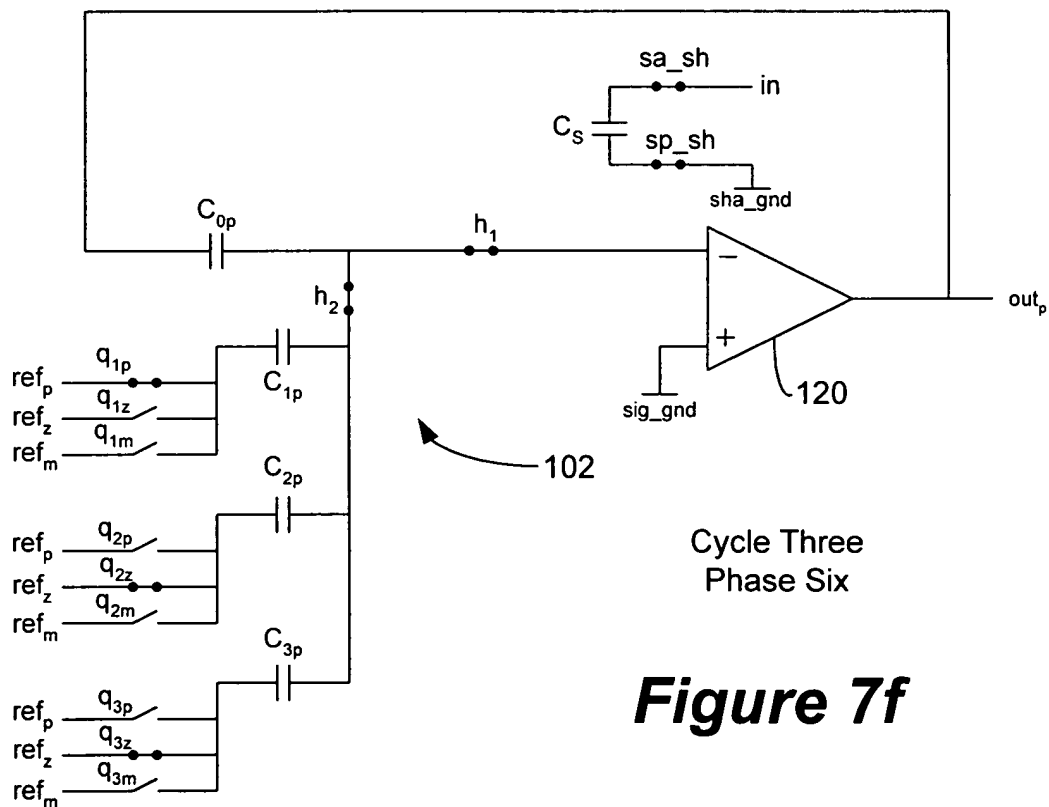 sa_sh
in
C_S
sp_sh
sha_gnd
C_0p
h_1
h_2
−
+
out_p
120
sig_gnd
102
C_1p
ref_p q_1p
ref_z q_1z
ref_m q_1m
C_2p
ref_p q_2p
ref_z q_2z
ref_m q_2m
C_3p
ref_p q_3p
ref_z q_3z
ref_m q_3m
Cycle Three
Phase Six
Figure 7f